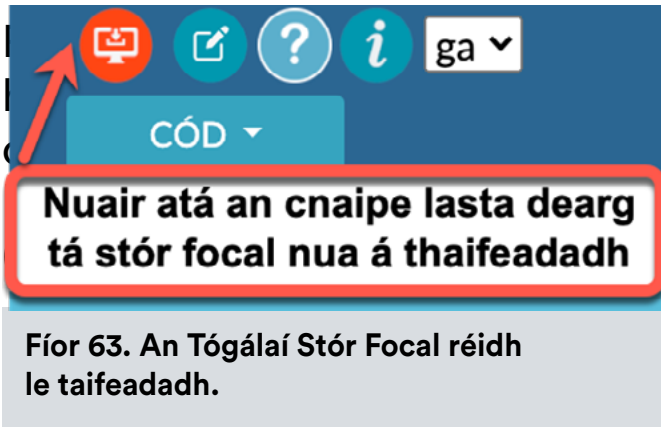 ? i ga
CÓD
Nuair atá an cnaipe lasta dearg
tá stór focal nua á thaifeadadh
Fíor 63. An Tógálaí Stór Focal réidh
le taifeadadh.